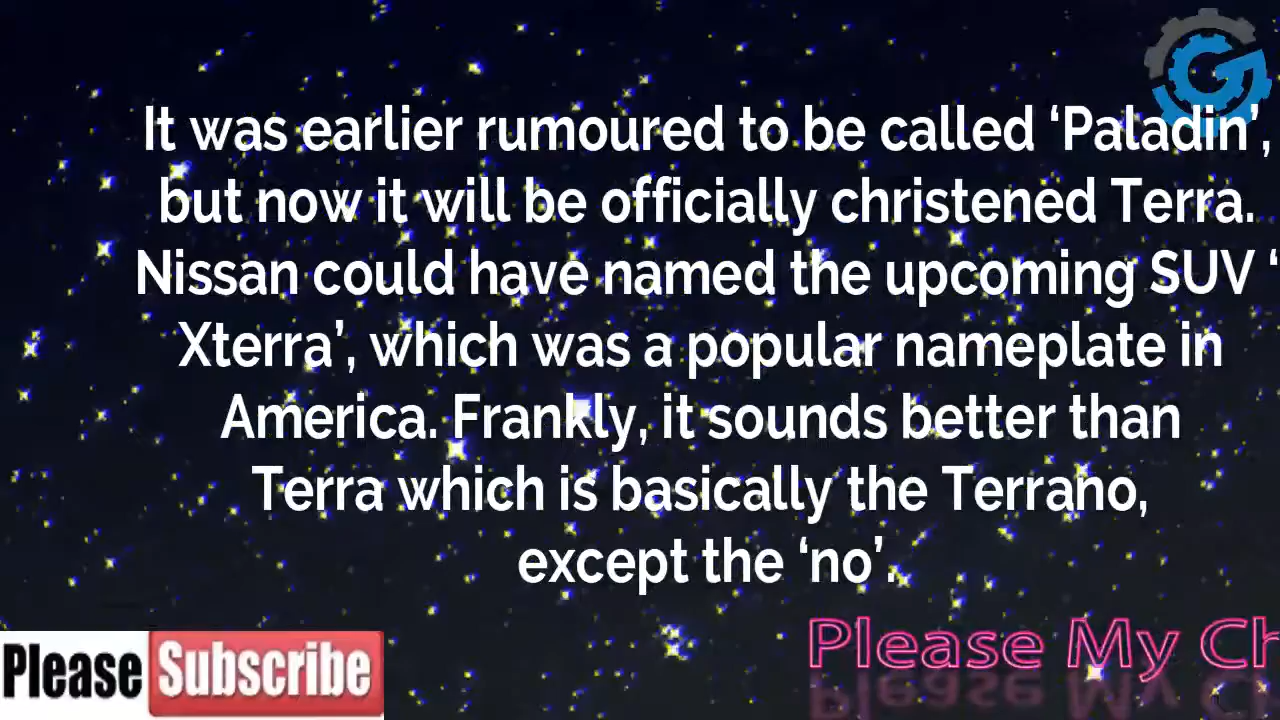 It was earlier rumoured to be called ‘Paladin’,
but now it will be officially christened Terra.
Nissan could have named the upcoming SUV ‘
Xterra’, which was a popular nameplate in
America. Frankly, it sounds better than
Terra which is basically the Terrano,
except the ‘no’.
Please Subscribe
Please My Ch